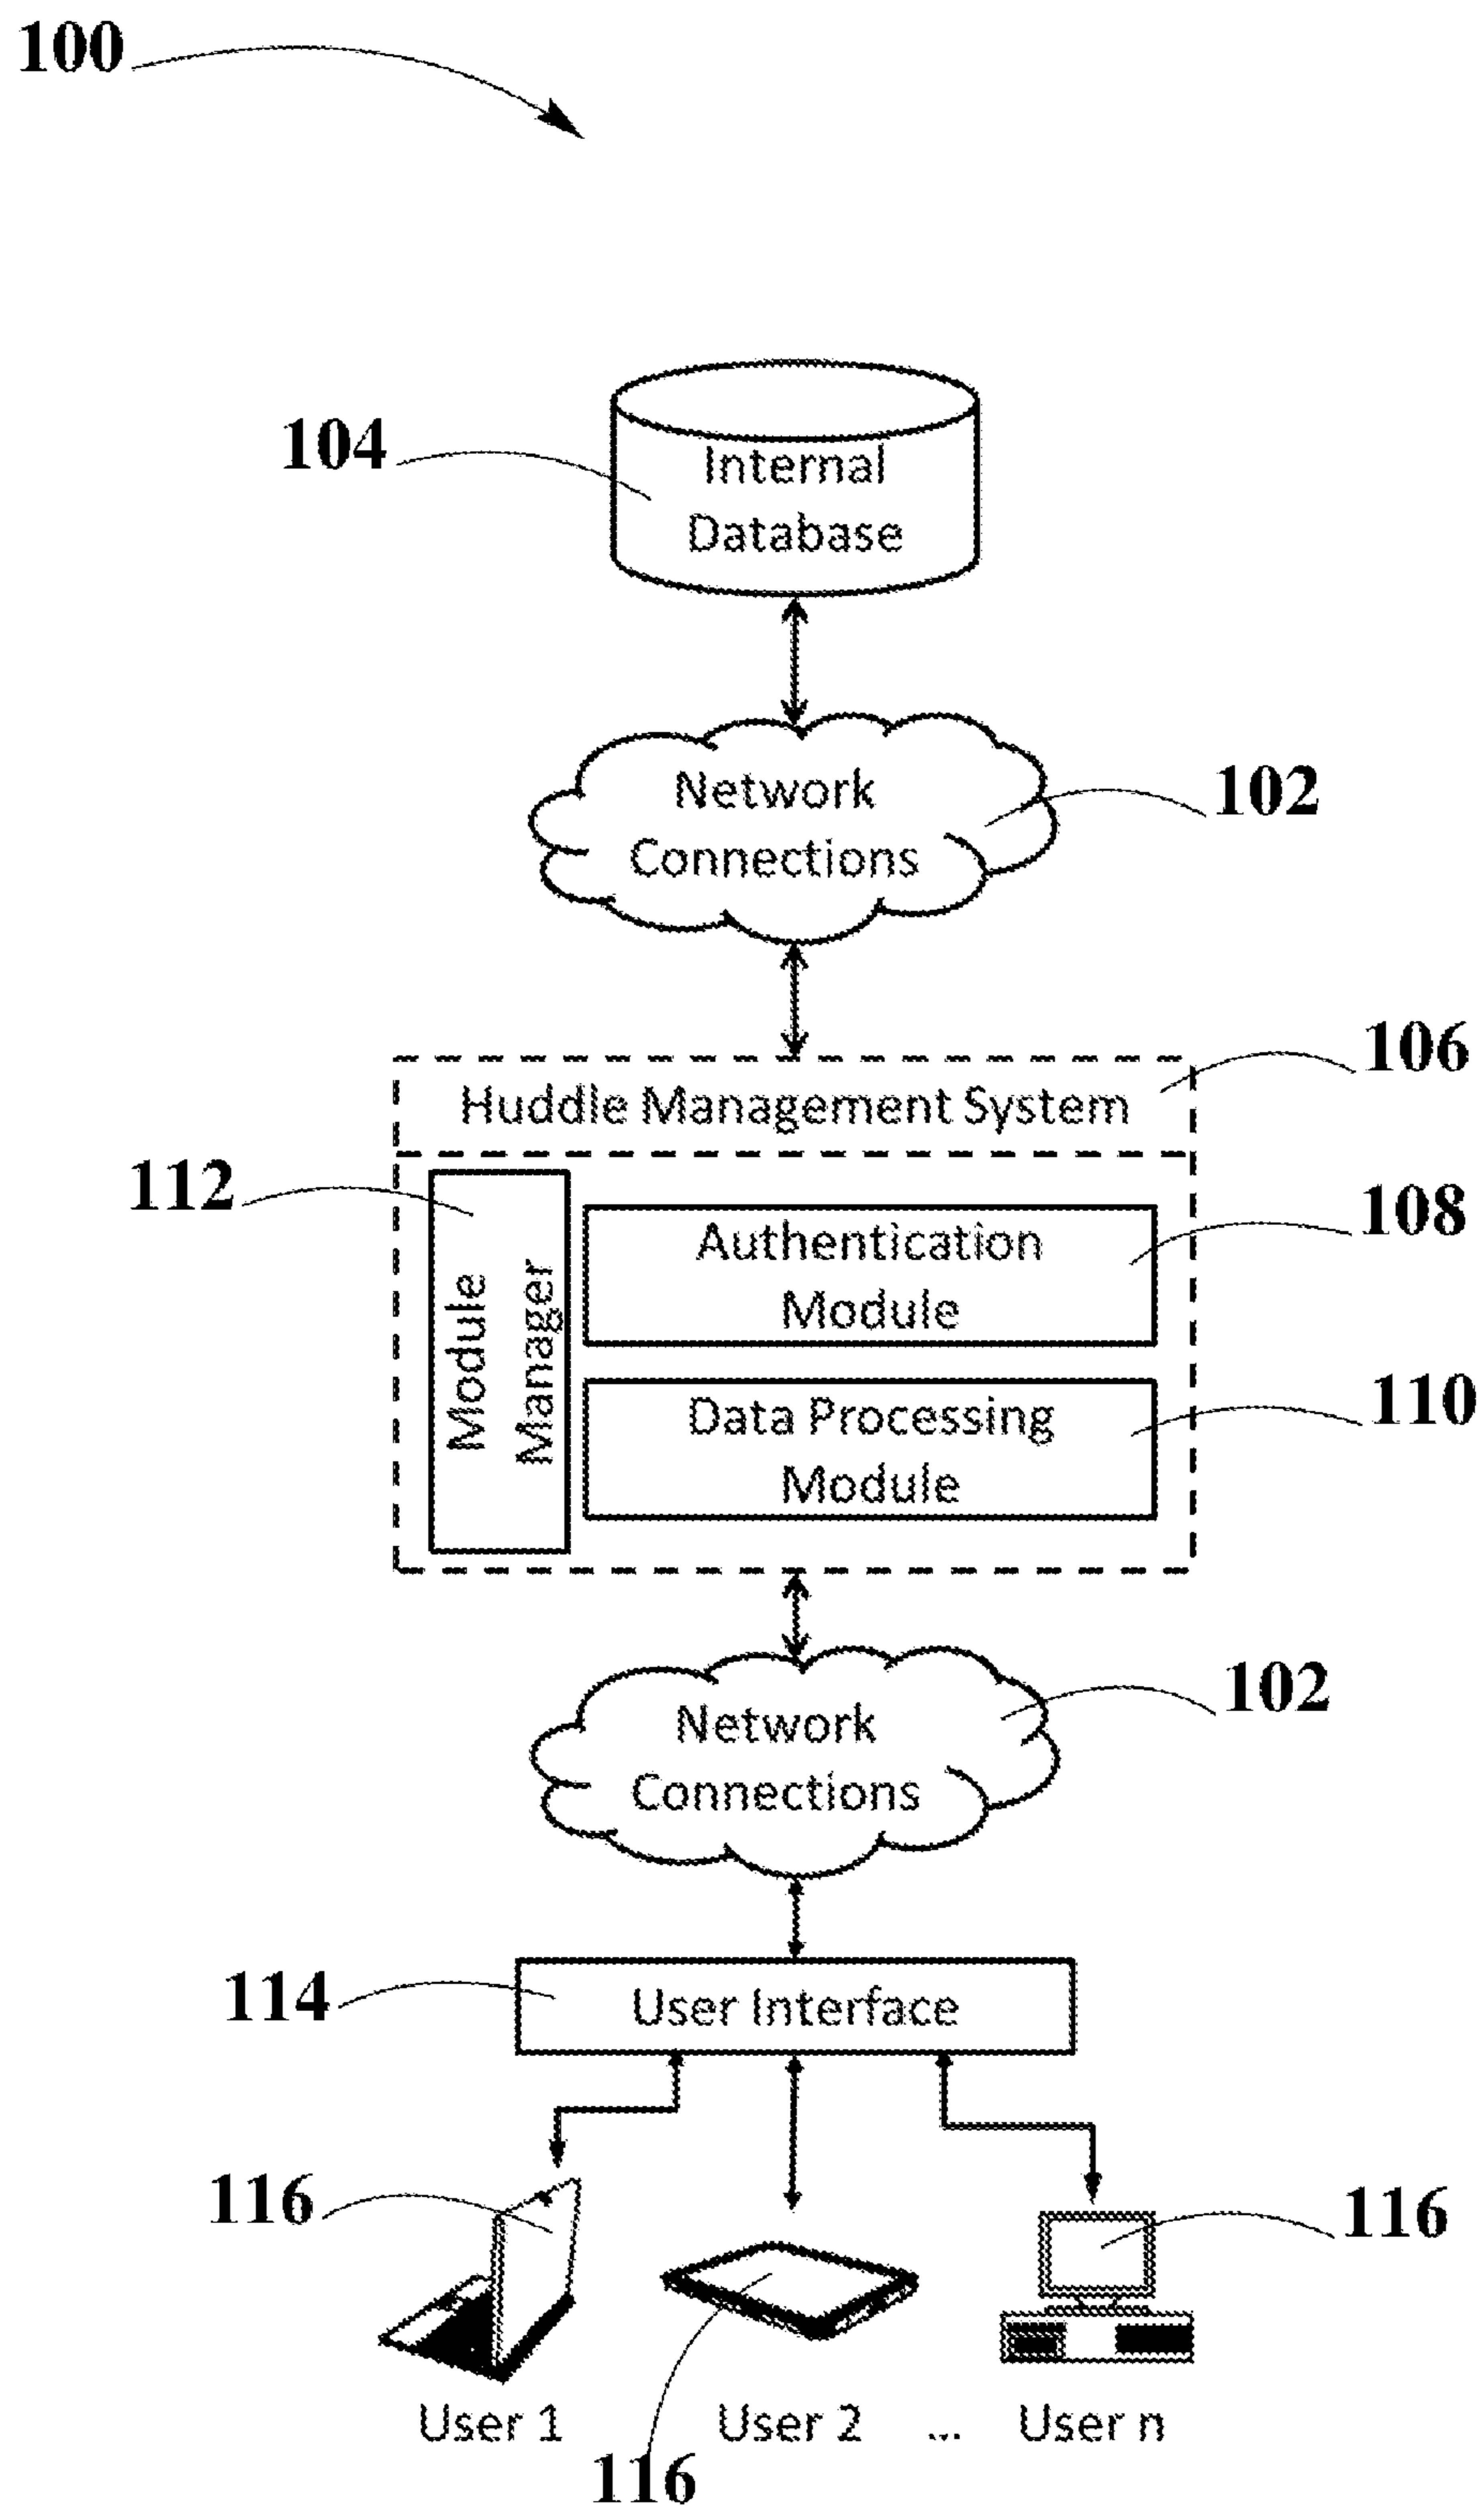 100
104
Internal
Database
Network
Connections
102
106
Huddle Management System
112
108
Module
Manager
Authentication
Module
110
Data Processing
Module
102
Network
Connections
114
User Interface
116
116
User 1
User 2
...
User n
116